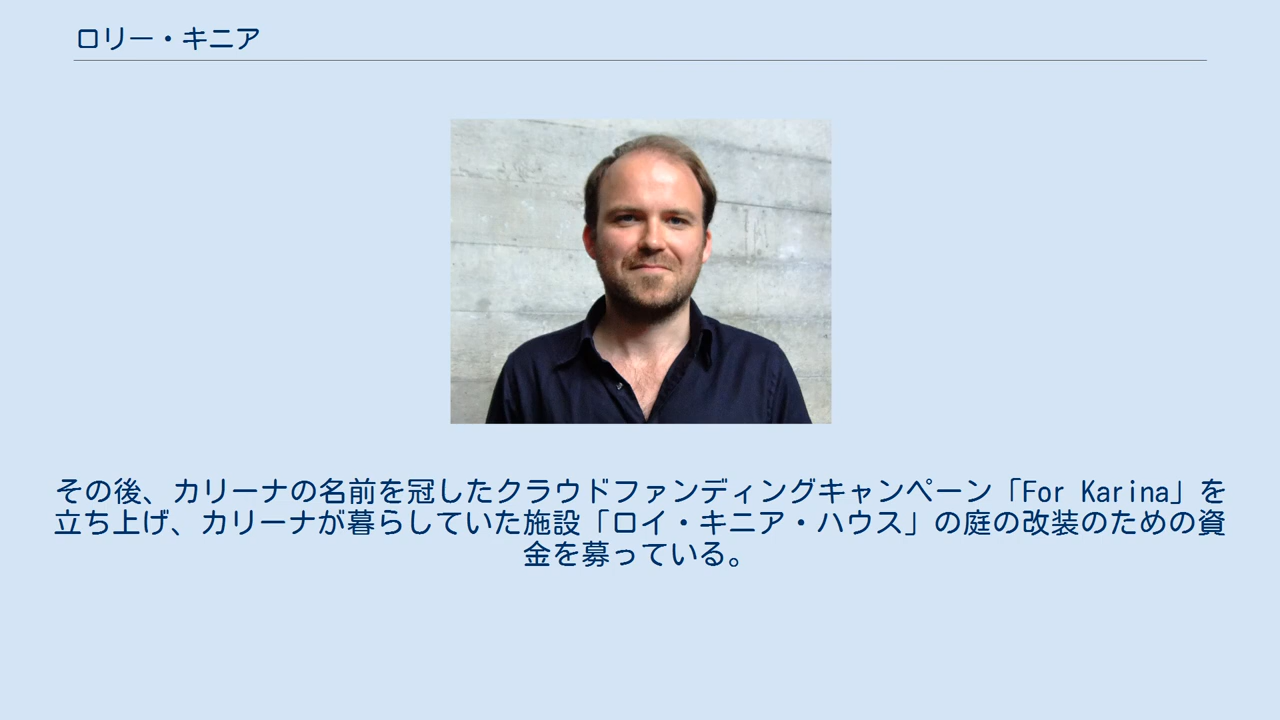 ロリー・キニア
その後、カリーナの名前を冠したクラウドファンディングキャンペーン「For Karina」を
立ち上げ、カリーナが暮らしていた施設「ロイ・キニア・ハウス」の庭の改装のための資
金を募っている。